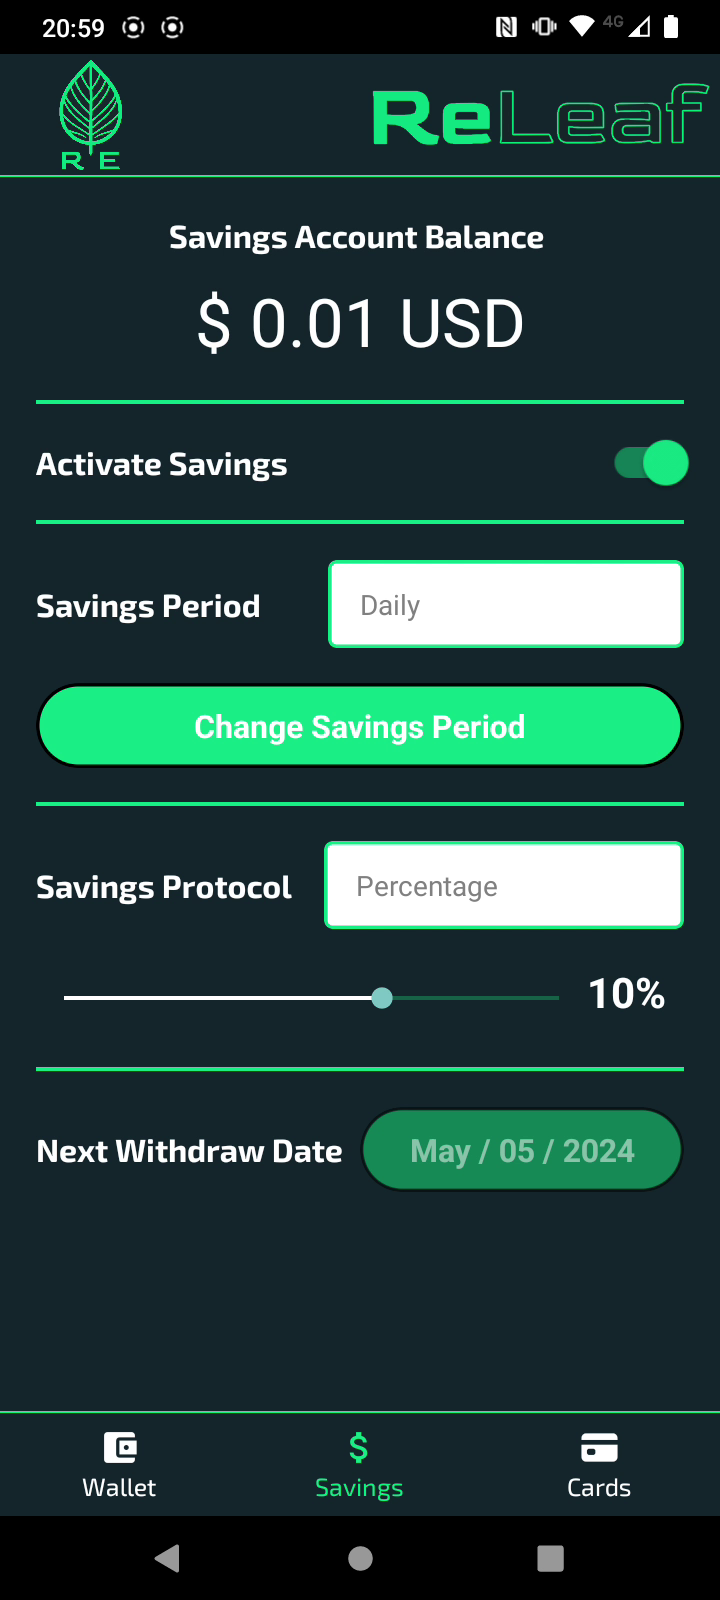 20:59 4G
R E ReLeaf
Savings Account Balance
$ 0.01 USD
Activate Savings
Savings Period Daily
Change Savings Period
Savings Protocol Percentage
10%
Next Withdraw Date May / 05 / 2024
$
Wallet Savings Cards